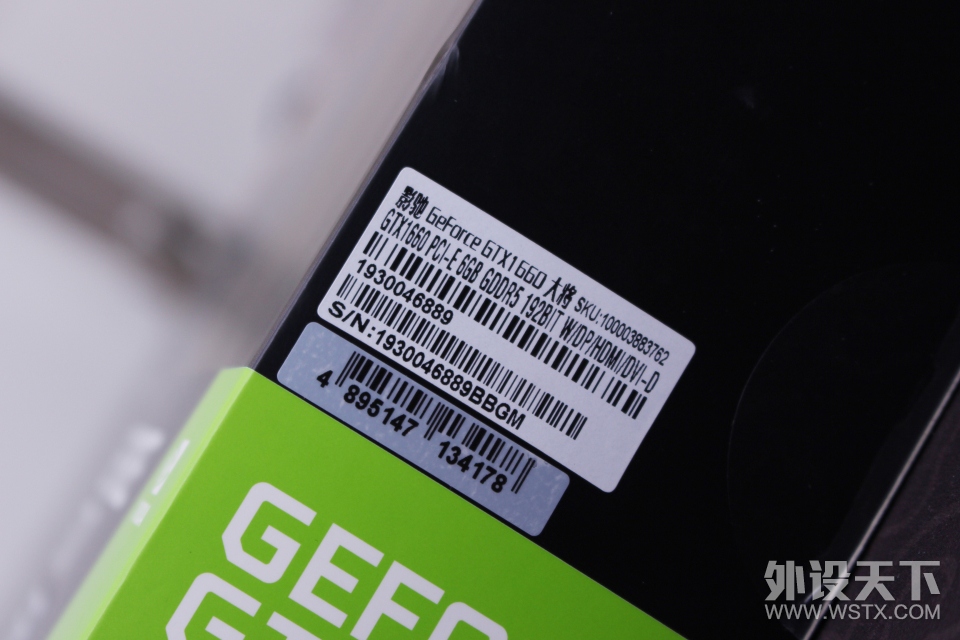 影驰 GeForce GTX1660 大将 SKU:100003883762
GTX1660 PCI-E 6GB GDDR5 192BIT W/DP/HDMI/DVI-D
1930046889
S/N:1930046889BBGM
4 895147 134178
GEFO
GT
外设天下
WWW.WSTX.COM